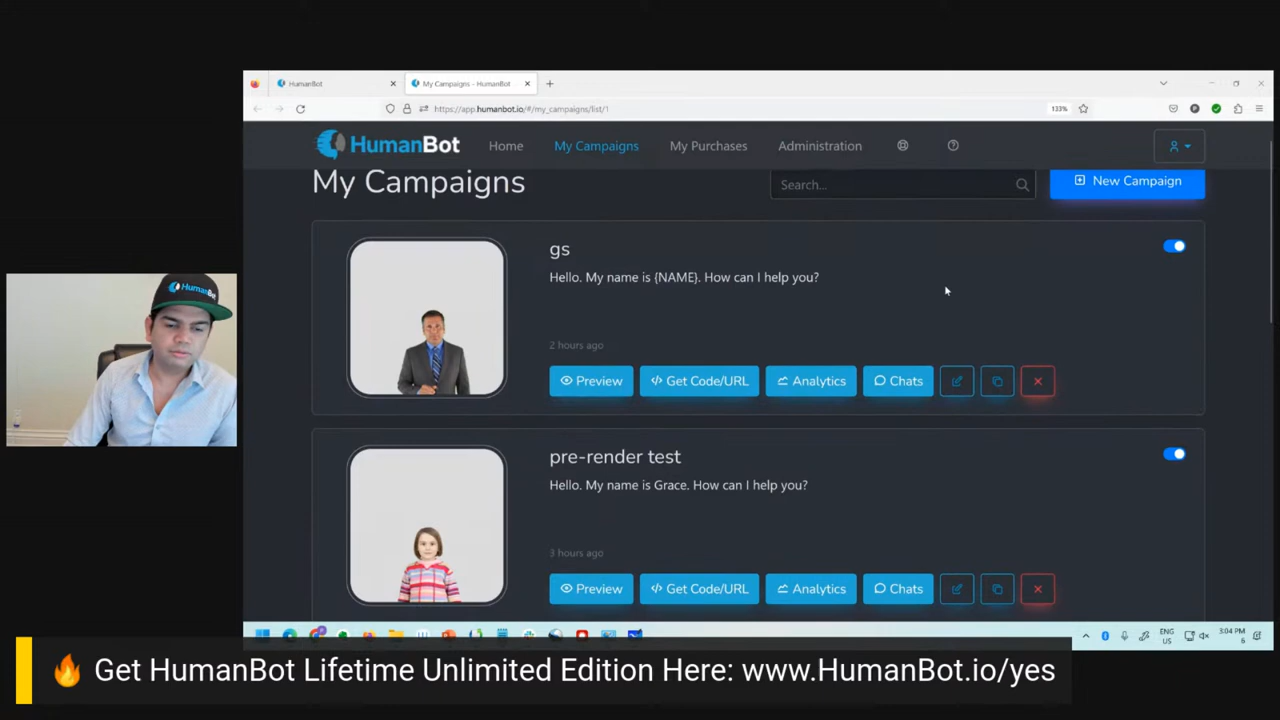 HumanBot
My Campaigns - HumanBot
https://app.humanbot.io/#/my_campaigns/list/1
133%
HumanBot
Home
My Campaigns
My Purchases
Administration
My Campaigns
Search...
New Campaign
gs
Hello. My name is {NAME}. How can I help you?
2 hours ago
Preview
Get Code/URL
Analytics
Chats
pre-render test
Hello. My name is Grace. How can I help you?
3 hours ago
Preview
Get Code/URL
Analytics
Chats
HumanBot
ENG
US
3:04 PM
6
🔥 Get HumanBot Lifetime Unlimited Edition Here: www.HumanBot.io/yes